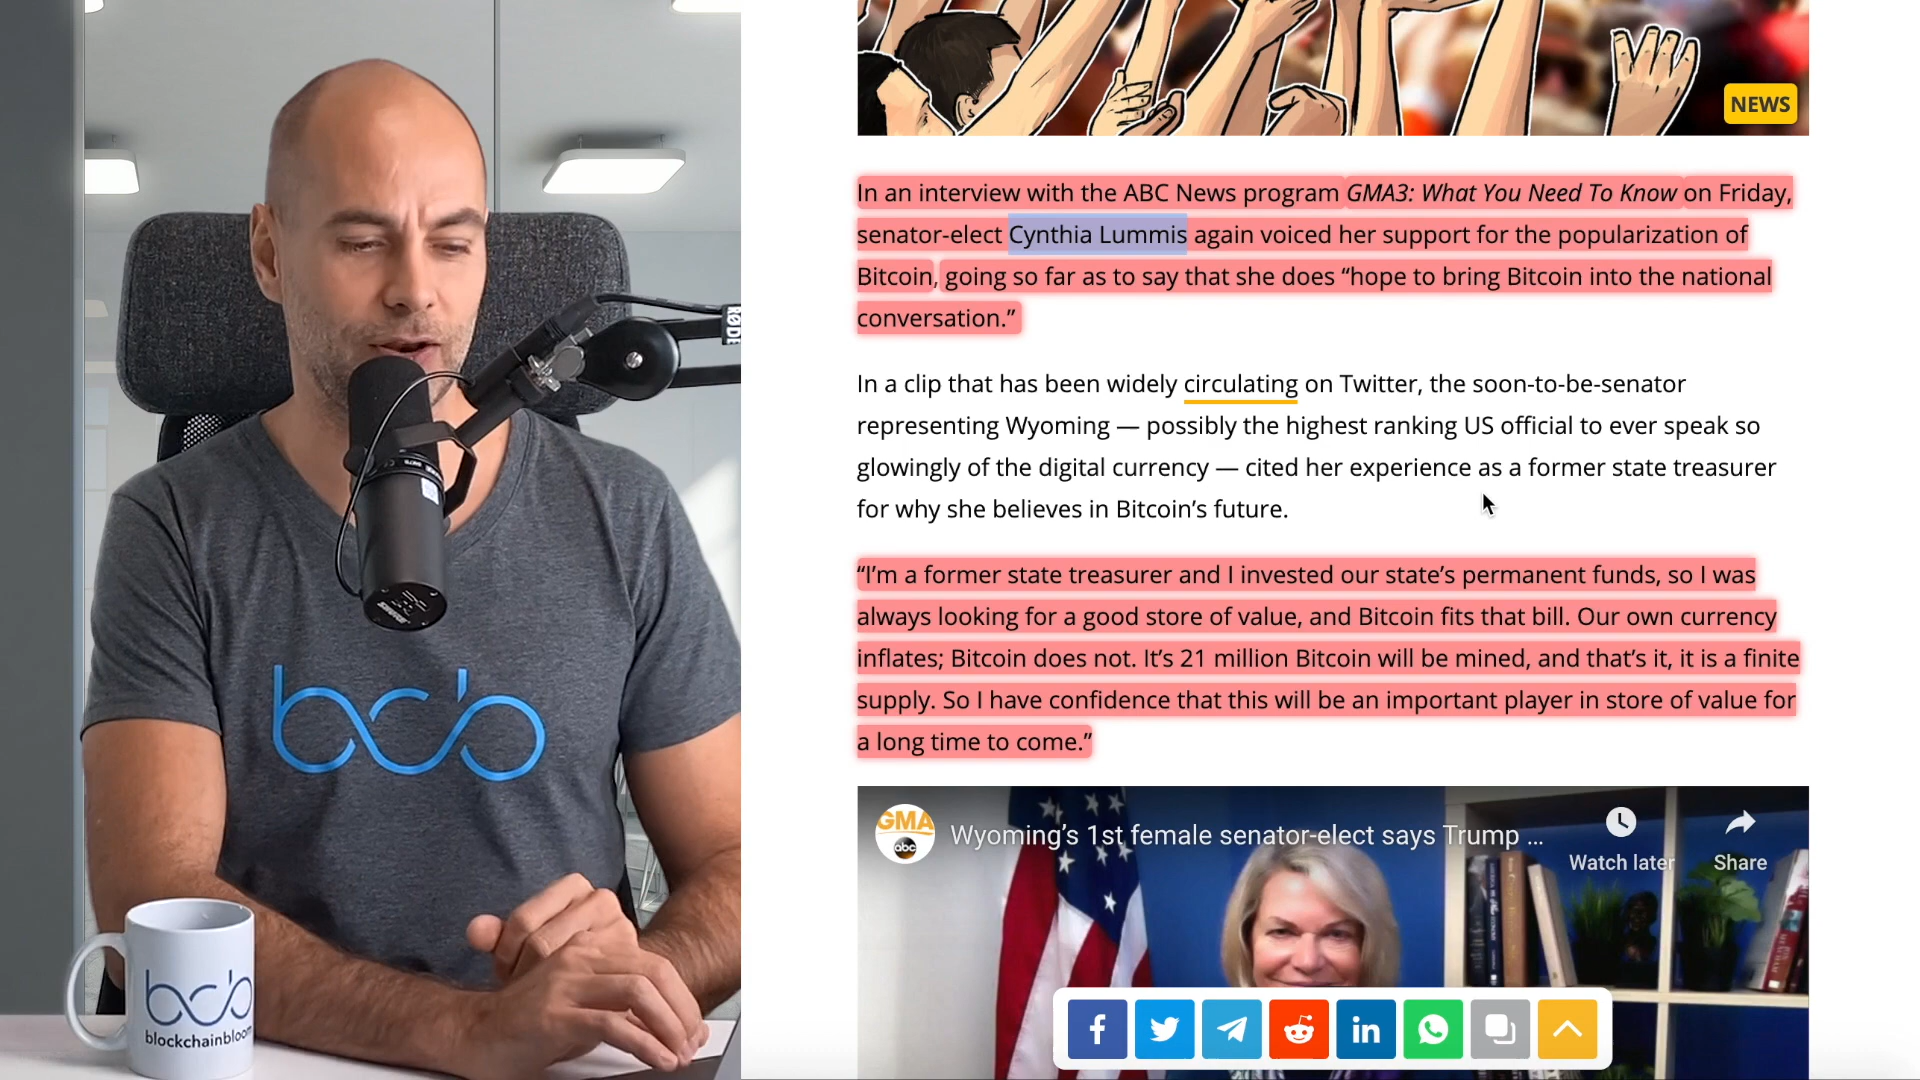 NEWS
In an interview with the ABC News program GMA3: What You Need To Know on Friday,
senator-elect Cynthia Lummis again voiced her support for the popularization of
Bitcoin, going so far as to say that she does “hope to bring Bitcoin into the national
conversation.”
In a clip that has been widely circulating on Twitter, the soon-to-be-senator
representing Wyoming — possibly the highest ranking US official to ever speak so
glowingly of the digital currency — cited her experience as a former state treasurer
for why she believes in Bitcoin’s future.
“I’m a former state treasurer and I invested our state’s permanent funds, so I was
always looking for a good store of value, and Bitcoin fits that bill. Our own currency
inflates; Bitcoin does not. It’s 21 million Bitcoin will be mined, and that’s it, it is a finite
supply. So I have confidence that this will be an important player in store of value for
a long time to come.”
GMA
abc
Wyoming’s 1st female senator-elect says Trump ...
Watch later
Share
RØDE
bcb
bcb
blockchainbloom